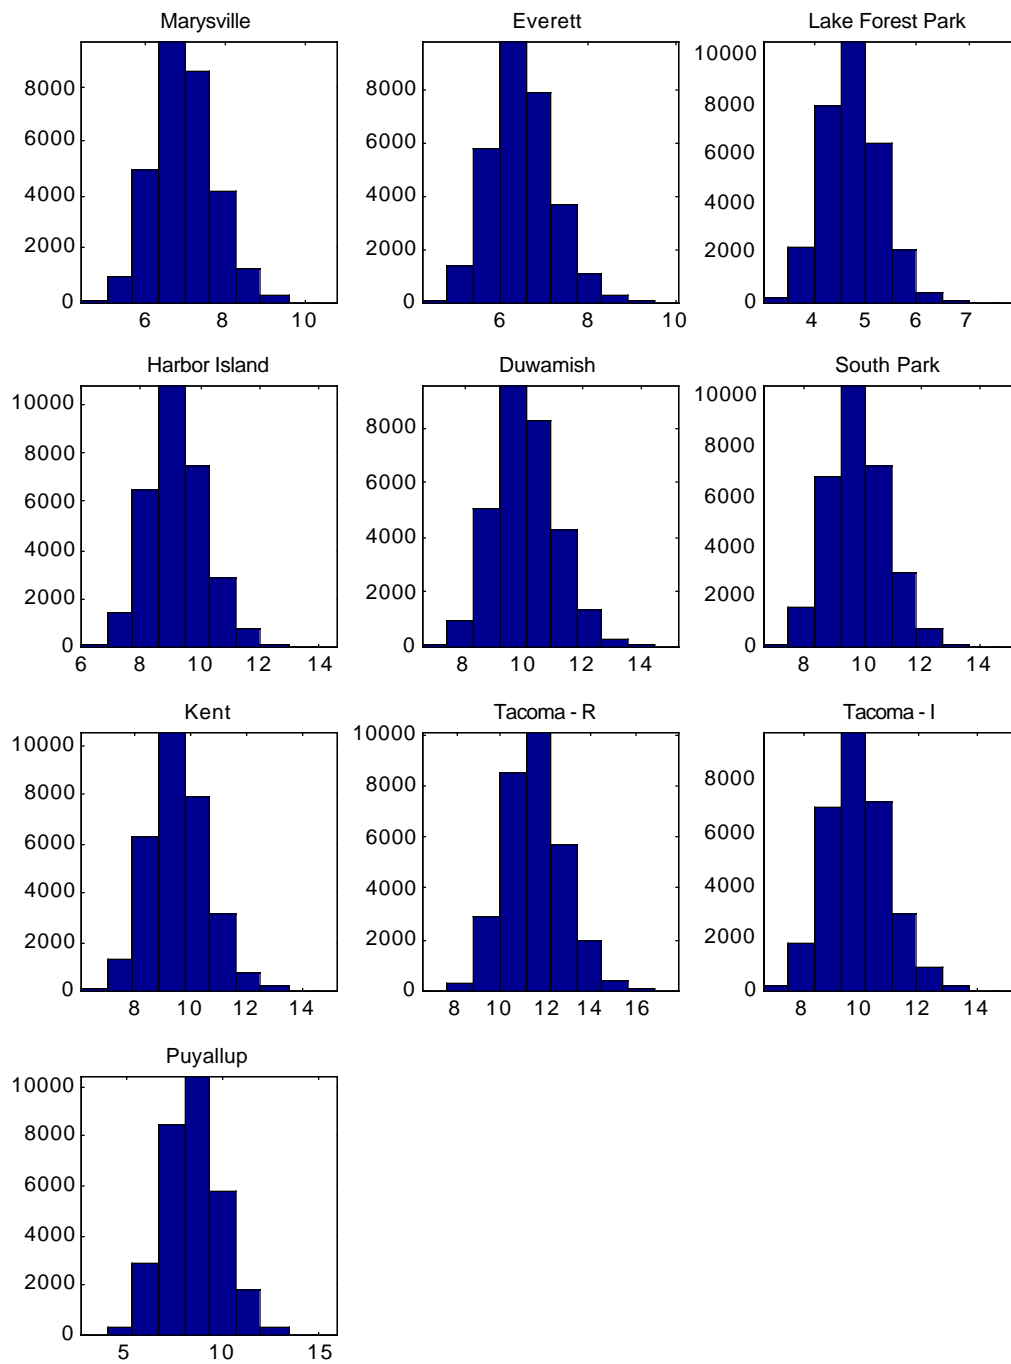 Marysville Everett Lake Forest Park
8000 6000 4000 2000 0
6 8 10
8000 6000 4000 2000 0
6 8 10
10000 8000 6000 4000 2000 0
4 5 6 7
Harbor Island Duwamish South Park
10000 8000 6000 4000 2000 0
6 8 10 12 14
8000 6000 4000 2000 0
8 10 12 14
10000 8000 6000 4000 2000 0
8 10 12 14
Kent Tacoma - R Tacoma - I
10000 8000 6000 4000 2000 0
8 10 12 14
10000 8000 6000 4000 2000 0
8 10 12 14 16
8000 6000 4000 2000 0
8 10 12 14
Puyallup
10000 8000 6000 4000 2000 0
5 10 15